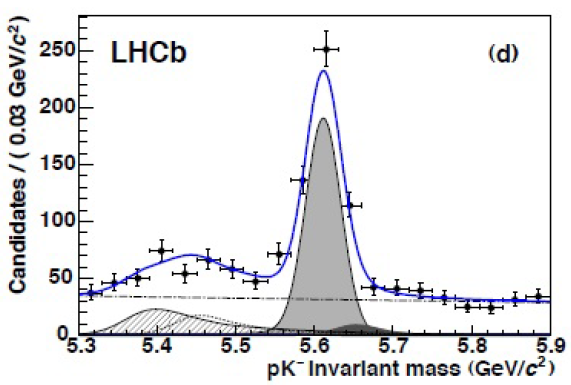 LHCb
(d)
Candidates / ( 0.03 GeV/c²)
250
200
150
100
50
0
5.3 5.4 5.5 5.6 5.7 5.8 5.9
pK⁻ Invariant mass (GeV/c²)